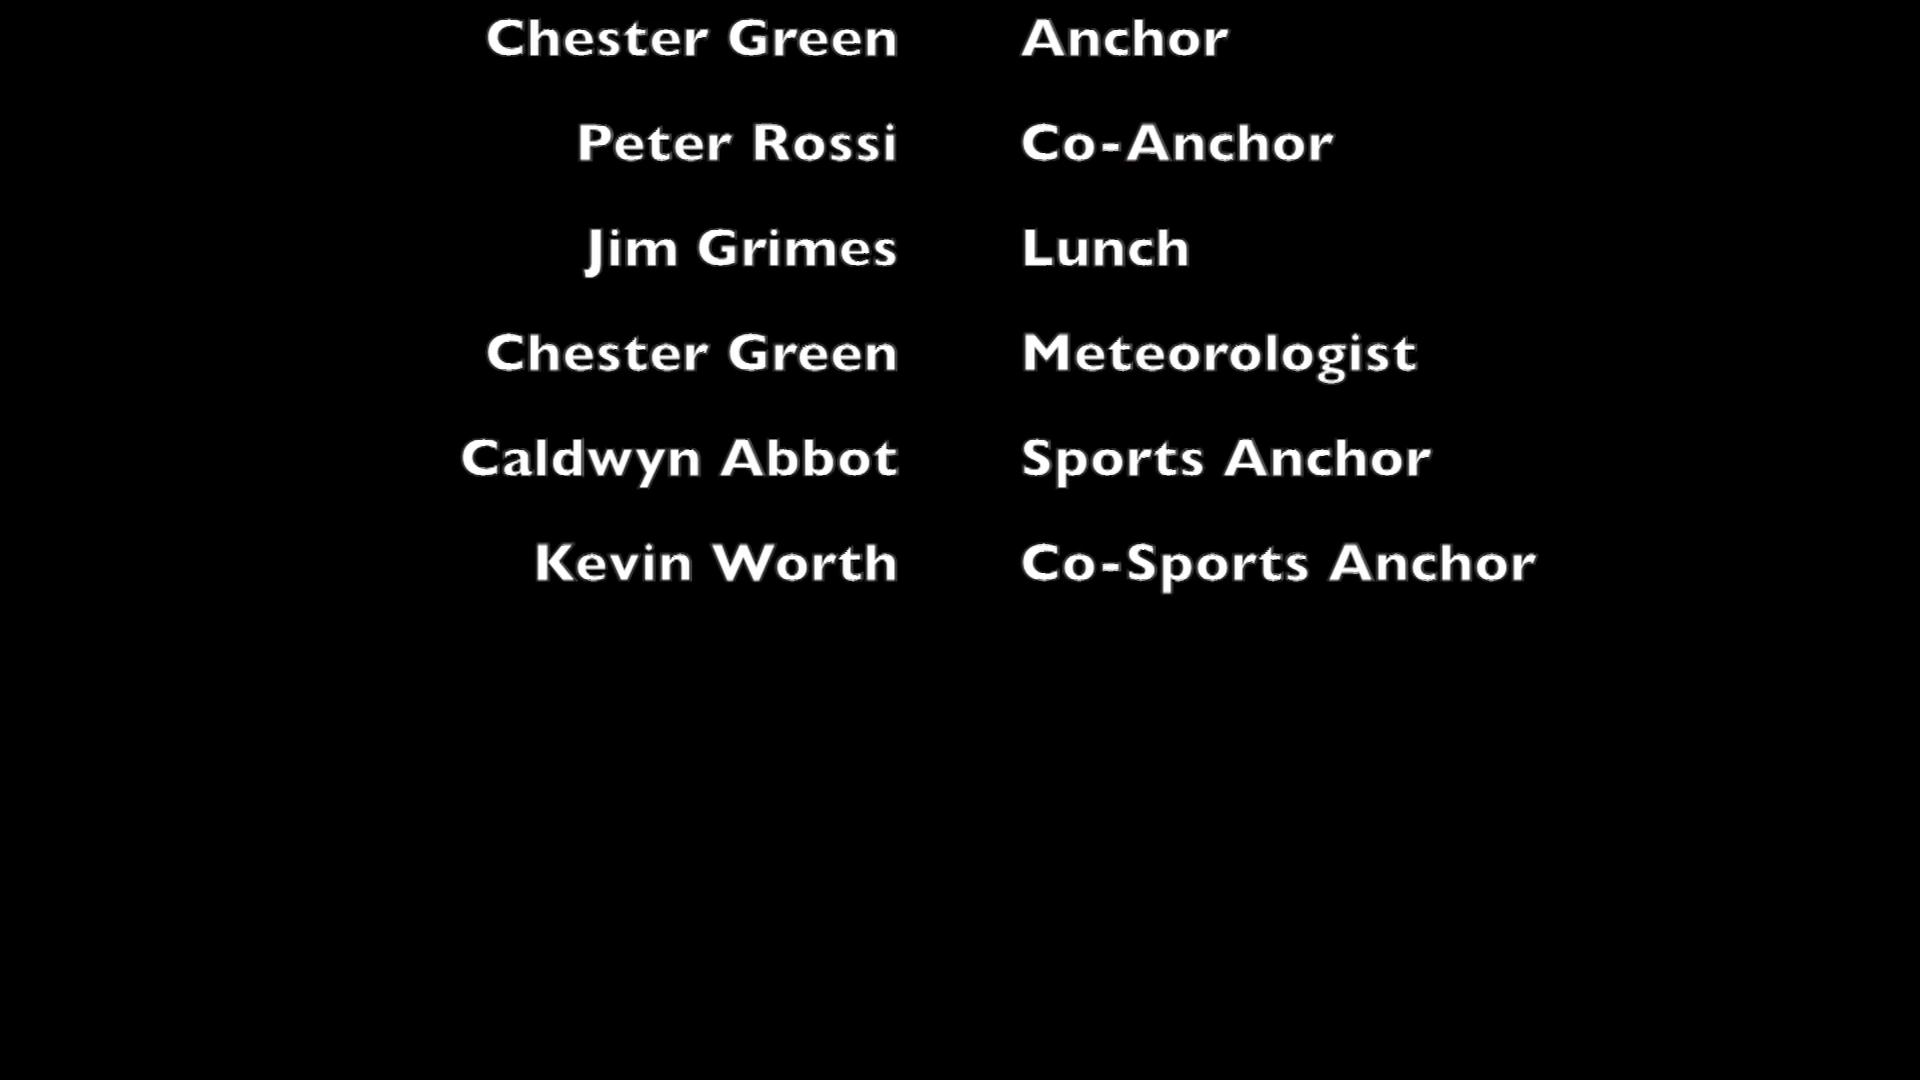 Chester Green Anchor
Peter Rossi Co-Anchor
Jim Grimes Lunch
Chester Green Meteorologist
Caldwyn Abbot Sports Anchor
Kevin Worth Co-Sports Anchor